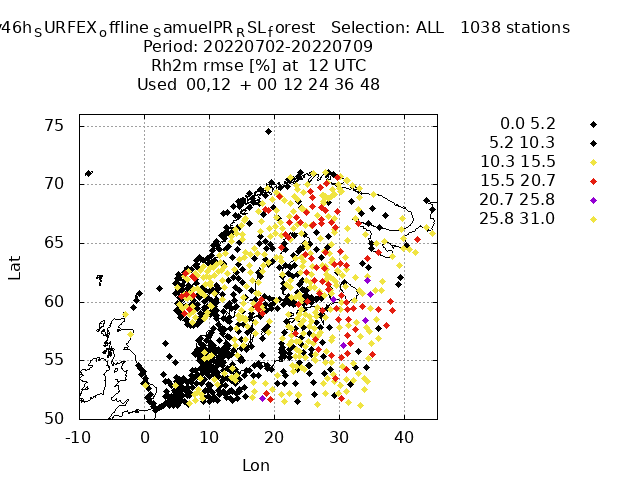 v46h_SURFEX_offline_SamuelPR_RSL_forest Selection: ALL 1038 stations
Period: 20220702-20220709
Rh2m rmse [%] at 12 UTC
Used 00,12 + 00 12 24 36 48
75
70
65
60
55
50
-10 0 10 20 30 40
Lat
Lon
0.0 5.2
5.2 10.3
10.3 15.5
15.5 20.7
20.7 25.8
25.8 31.0